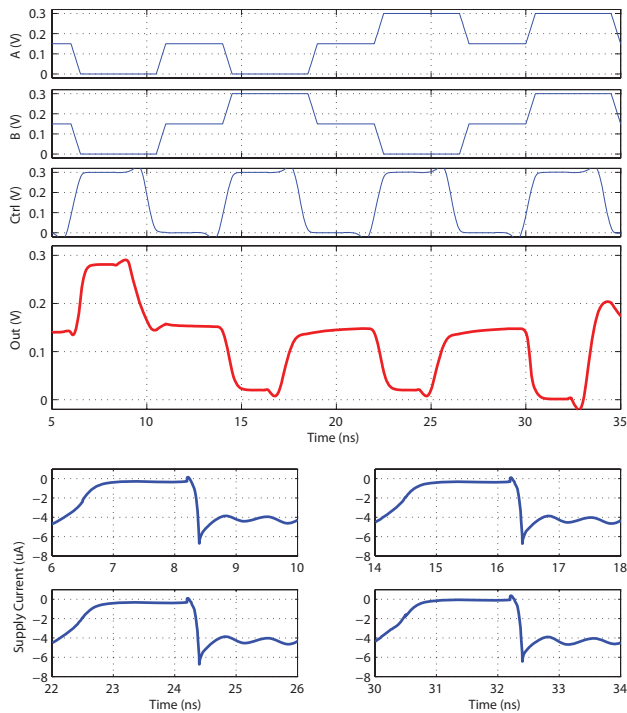 0.3
0.2
0.1
0
A (V)
0.3
0.2
0.1
0
B (V)
0.3
0.2
0.1
0
Ctrl (V)
0.3
0.2
0.1
0
Out (V)
5 10 15 20 25 30 35
Time (ns)
0
−2
−4
−6
−8
6 7 8 9 10
0
−2
−4
−6
−8
14 15 16 17 18
Supply Current (uA)
0
−2
−4
−6
−8
22 23 24 25 26
Time (ns)
0
−2
−4
−6
−8
30 31 32 33 34
Time (ns)